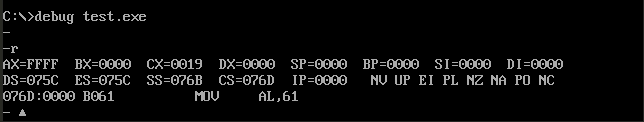 C:\>debug test.exe
-
-r
AX=FFFF  BX=0000  CX=0019  DX=0000  SP=0000  BP=0000  SI=0000  DI=0000
DS=075C  ES=075C  SS=076B  CS=076D  IP=0000   NV UP EI PL NZ NA PO NC
076D:0000 B061          MOV     AL,61
-